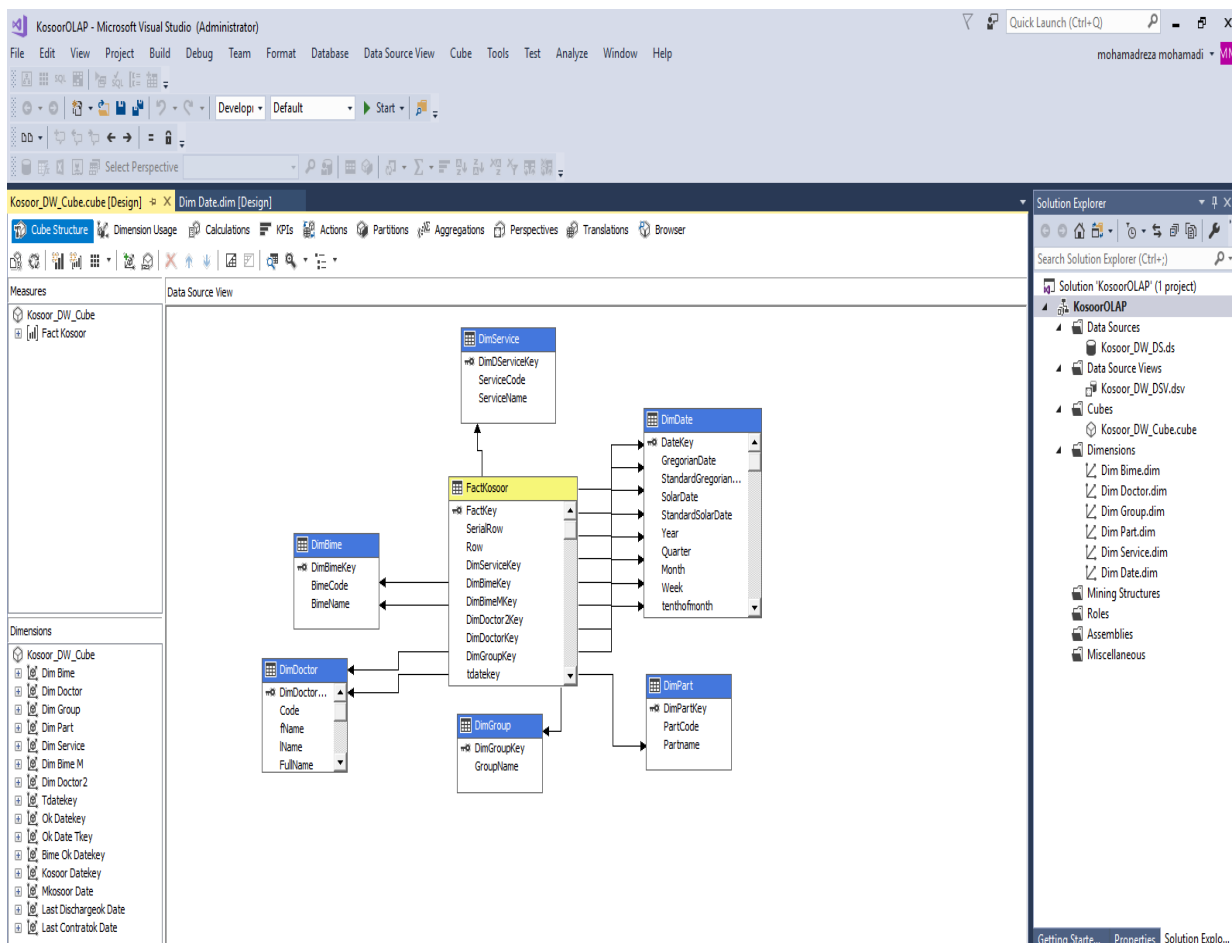 KosoorOLAP - Microsoft Visual Studio (Administrator)
Quick Launch (Ctrl+Q)
File Edit View Project Build Debug Team Format Database Data Source View Cube Tools Test Analyze Window Help
mohamadreza mohamadi
MM
Develop
Default
Start
Select Perspective
Kosoor_DW_Cube.cube [Design]
Dim Date.dim [Design]
Cube Structure Dimension Usage Calculations KPIs Actions Partitions Aggregations Perspectives Translations Browser
Measures
Kosoor_DW_Cube
Fact Kosoor
Dimensions
Kosoor_DW_Cube
Dim Bime
Dim Doctor
Dim Group
Dim Part
Dim Service
Dim Bime M
Dim Doctor2
Tdatekey
Ok Datekey
Ok Date Tkey
Bime Ok Datekey
Kosoor Datekey
Mkosoor Date
Last Dischargeok Date
Last Contratok Date
Data Source View
DimService
DimDServiceKey
ServiceCode
ServiceName
DimDate
DateKey
GregorianDate
StandardGregorian...
SolarDate
StandardSolarDate
Year
Quarter
Month
Week
tenthofmonth
FactKosoor
FactKey
SerialRow
Row
DimServiceKey
DimBimeKey
DimBimeMKey
DimDoctor2Key
DimDoctorKey
DimGroupKey
tdatekey
DimBime
DimBimeKey
BimeCode
BimeName
DimDoctor
DimDoctor...
Code
fName
lName
FullName
DimGroup
DimGroupKey
GroupName
DimPart
DimPartKey
PartCode
Partname
Solution Explorer
Search Solution Explorer (Ctrl+;)
Solution 'KosoorOLAP' (1 project)
KosoorOLAP
Data Sources
Kosoor_DW_DS.ds
Data Source Views
Kosoor_DW_DSV.dsv
Cubes
Kosoor_DW_Cube.cube
Dimensions
Dim Bime.dim
Dim Doctor.dim
Dim Group.dim
Dim Part.dim
Dim Service.dim
Dim Date.dim
Mining Structures
Roles
Assemblies
Miscellaneous
Getting Starte... Properties Solution Explo...